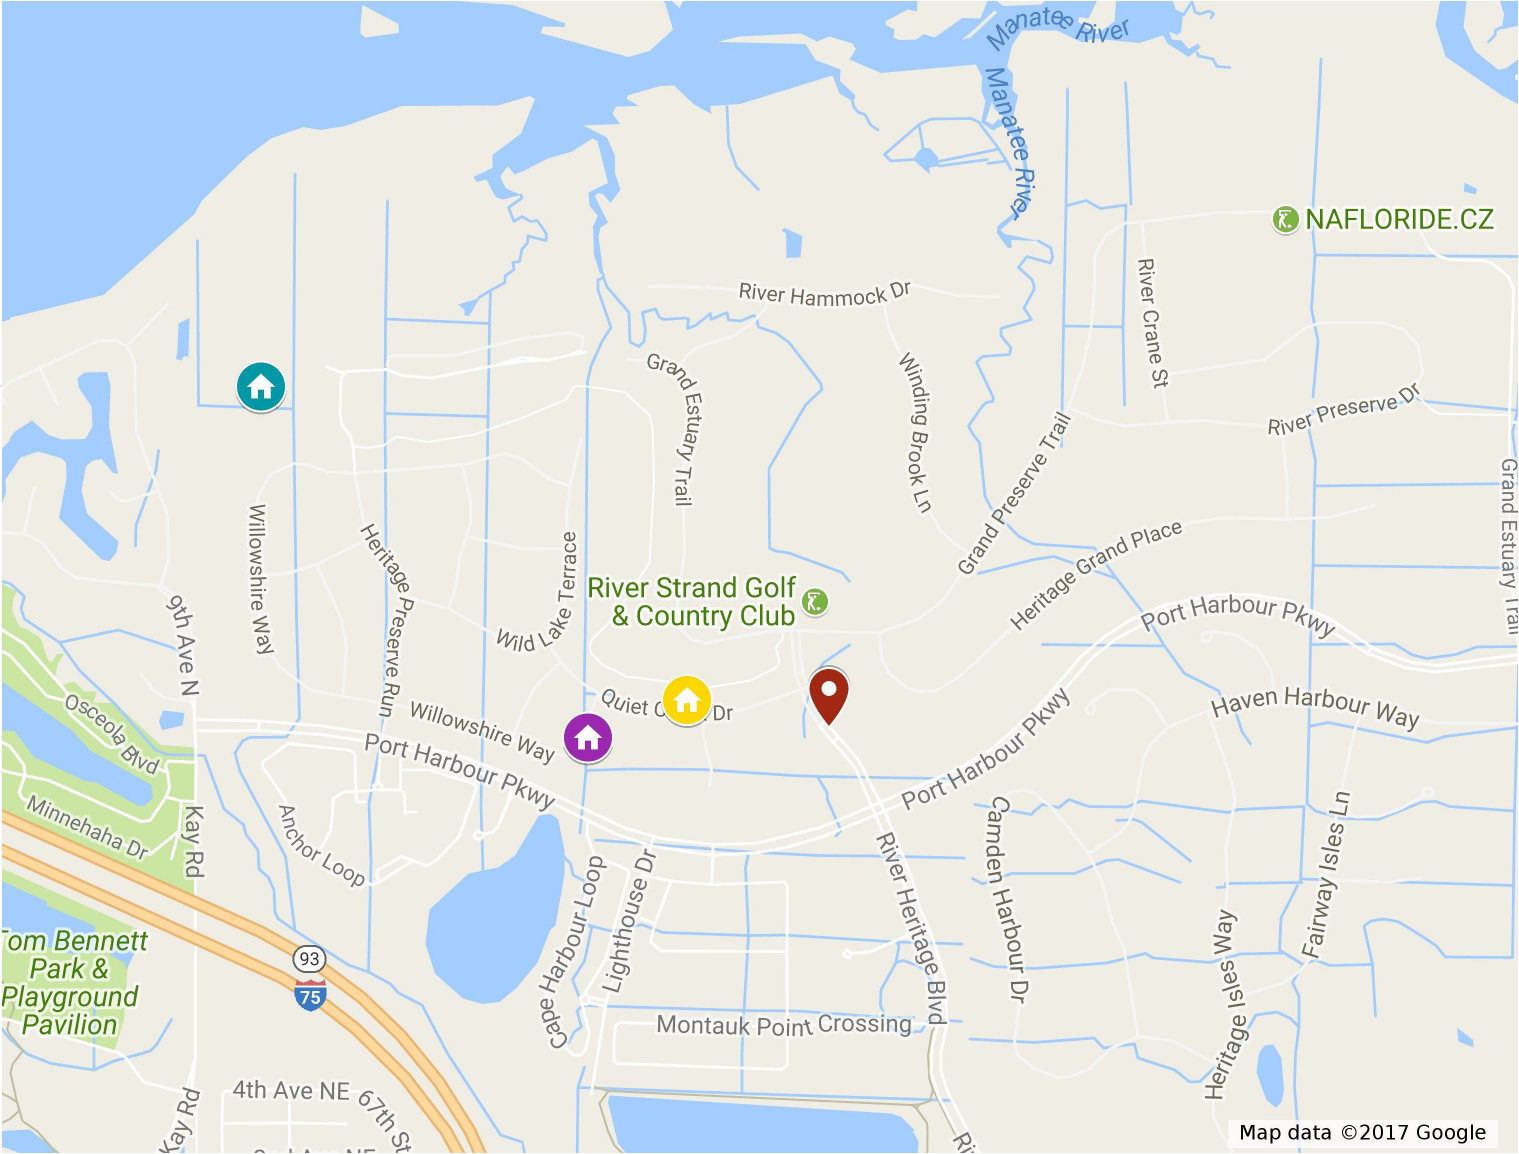 Manatee River
Manatee River
NAFLORIDE.CZ
River Hammock Dr
River Crane St
Grand Estuary Trail
Winding Brook Ln
River Preserve Dr
Grand Preserve Trail
Grand Estuary Trail
Willowshire Way
Heritage Preserve Run
Wild Lake Terrace
Heritage Grand Place
River Strand Golf
& Country Club
9th Ave N
Port Harbour Pkwy
Osceola Blvd
Willowshire Way
Quiet
Dr
Haven Harbour Way
Port Harbour Pkwy
Port Harbour Pkwy
Minnehaha Dr
Kay Rd
Anchor Loop
Camden Harbour Dr
Fairway Isles Ln
River Heritage Blvd
Cape Harbour Loop
Lighthouse Dr
Heritage Isles Way
Tom Bennett
Park &
Playground
Pavilion
93
75
Montauk Point Crossing
4th Ave NE
67th St
Kay Rd
Map data ©2017 Google